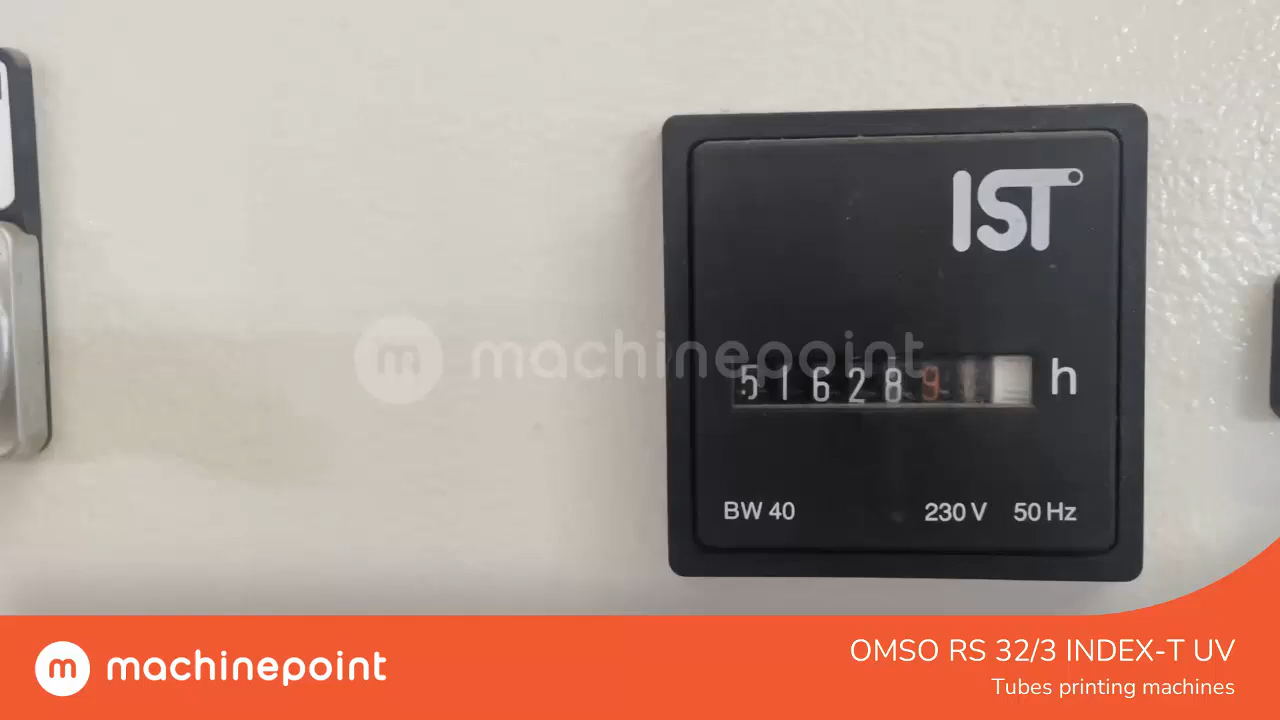 IST
machinepoint
516289 h
BW 40 230 V 50 Hz
machinepoint
OMSO RS 32/3 INDEX-T UV
Tubes printing machines